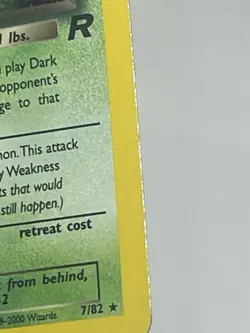 lbs. R
play Dark
opponent's
ge to that
non. This attack
y Weakness
ts that would
still happen.)
retreat cost
from behind,
2
-2000 Wizards. 7/82 ★